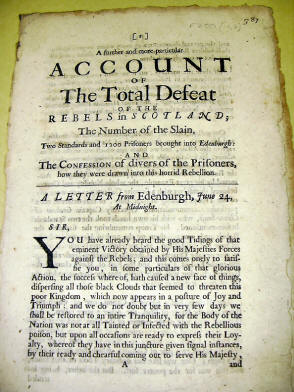 [1]
A further and more particular
ACCOUNT
OF
The Total Defeat
OF THE
REBELS in SCOTLAND;
The Number of the Slain,
Two Standards and 1200 Prisoners brought into Edenburgh:
AND
The CONFESSION of divers of the Prisoners,
how they were drawn into this horrid Rebellion.
A LETTER from Edenburgh, June 24,
At Midnight.
SIR,
YOU have already heard the good Tidings of that
eminent Victory obtained by His Majesties Forces
against the Rebels; and this comes only to satis-
fie you, in some particulars of that glorious
Action, the success whereof, hath caused a new face of things,
dispersing all those black Clouds that seemed to threaten this
poor Kingdom, which now appears in a posture of Joy and
Triumph: and we do not doubt but in very few days we
shall be restored to an intire Tranquility, for the Body of the
Nation was not at all Tainted or Infected with the Rebellious
poison, but upon all occasions are ready to express their Loy-
alty, whereof they have in this juncture given signal instances,
by their ready and chearful coming out to serve His Majesty,
A and